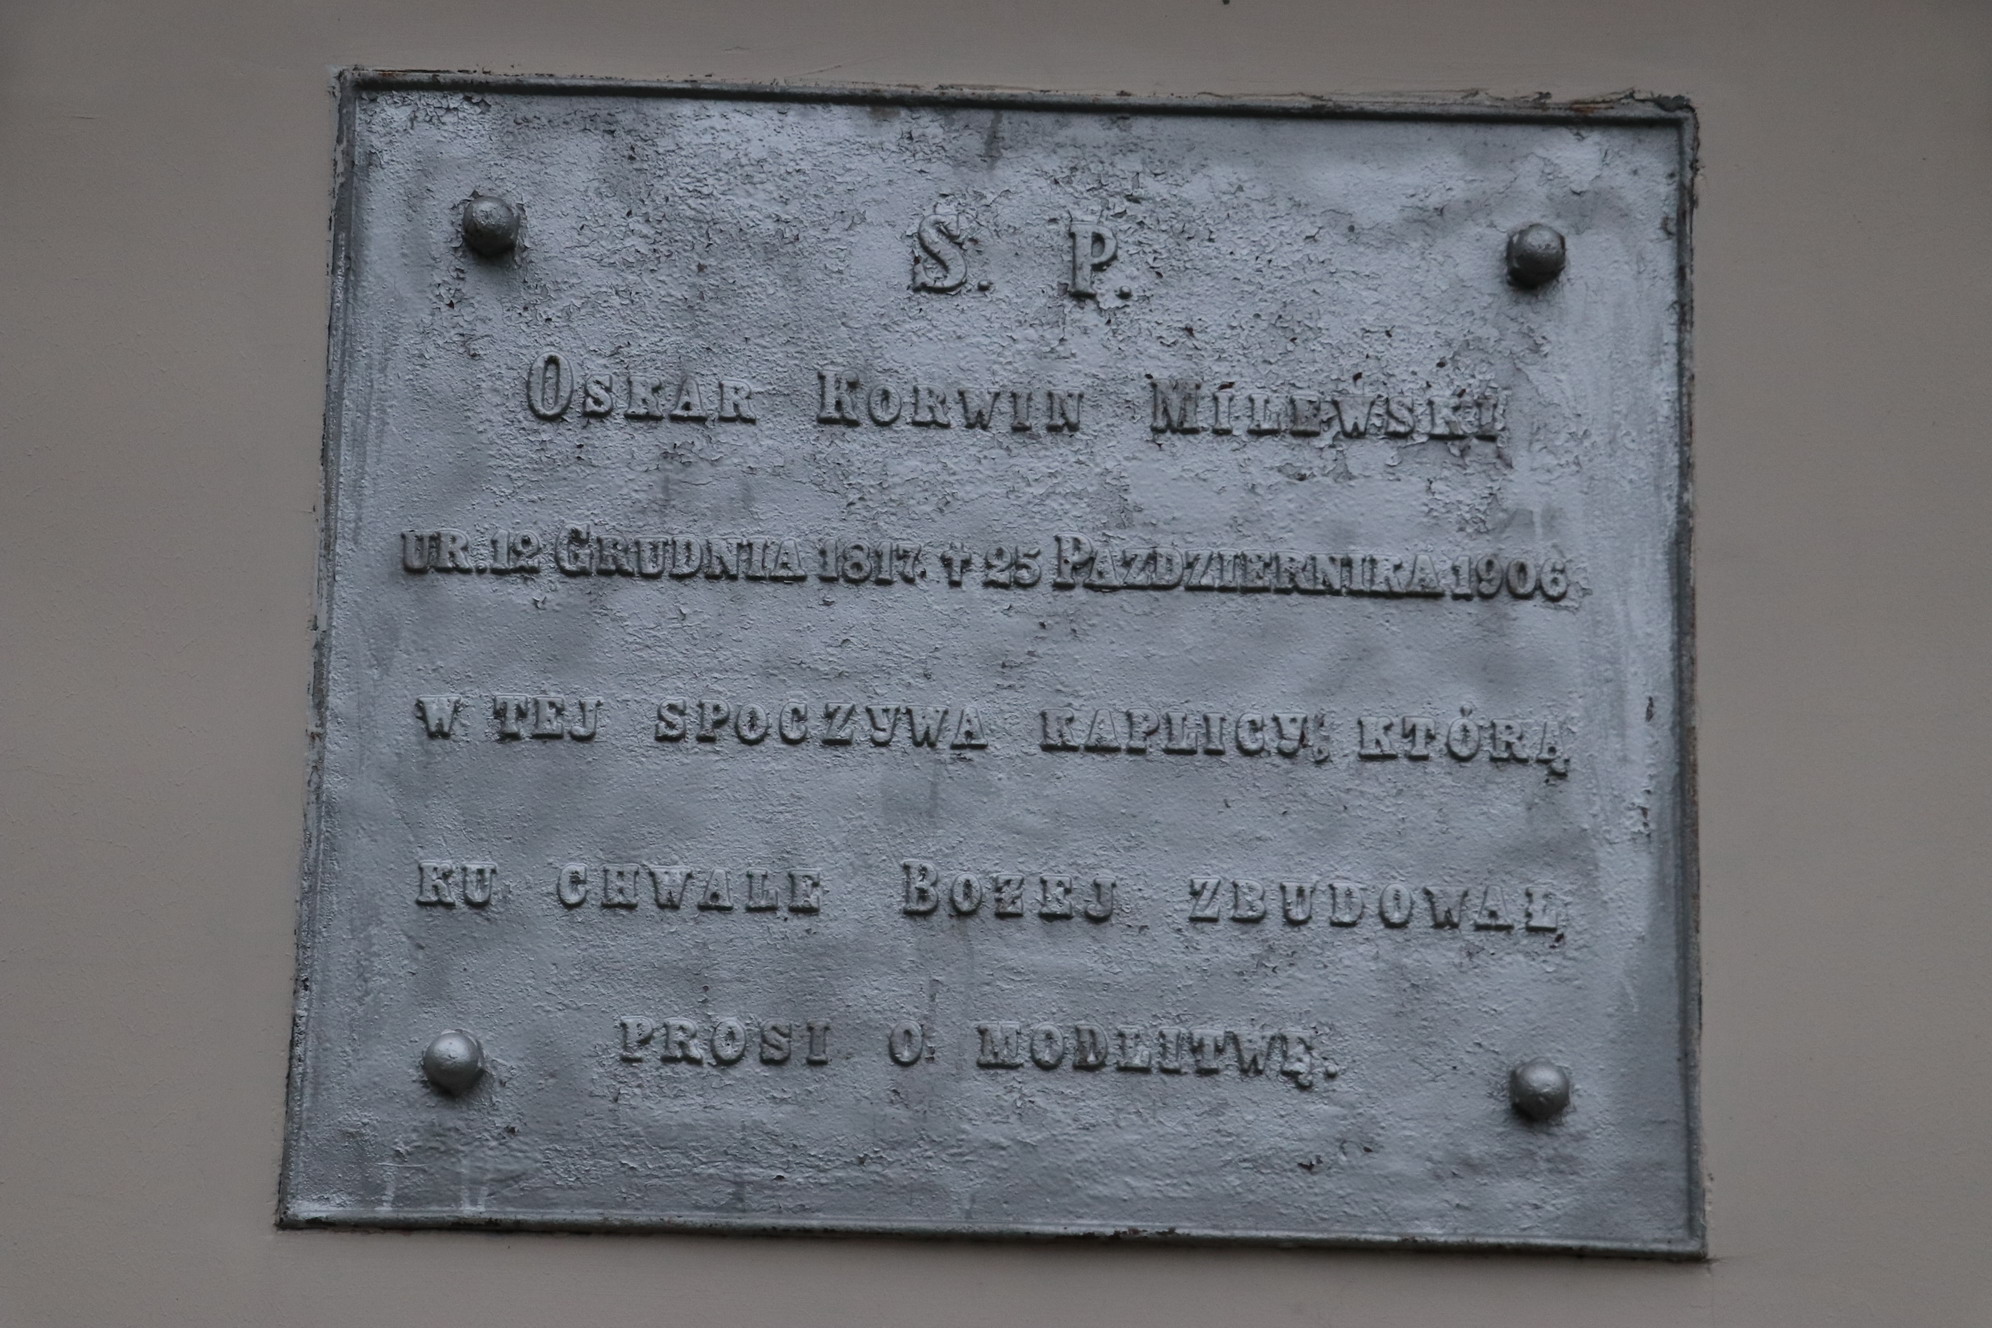 S. P.
OSKAR KORWIN MILEWSKI
UR. 12 GRUDNIA 1817. † 25 PAZDZIERNIKA 1906
W TEJ SPOCZYWA KAPLICY, KTÓRĄ
KU CHWALE BOŻEJ ZBUDOWAŁ,
PROSI O MODLITWĘ.